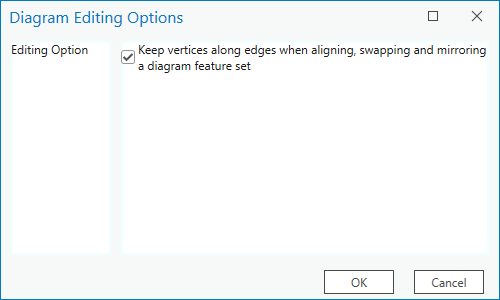 Diagram Editing Options
Editing Option
Keep vertices along edges when aligning, swapping and mirroring
a diagram feature set
OK
Cancel